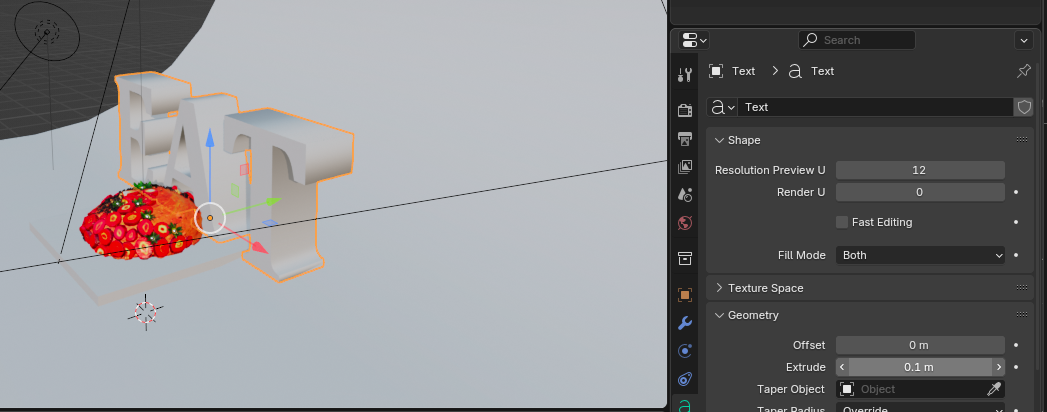 EAT
Search
Text > Text
Text
Shape
Resolution Preview U 12
Render U 0
Fast Editing
Fill Mode Both
Texture Space
Geometry
Offset 0 m
Extrude 0.1 m
Taper Object Object
Taper Radius Override